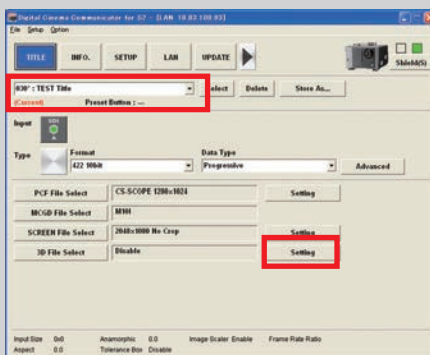 Digital Cinema Communicator for S2 - [LAN 10.82.100.83]
File Setup Option
TITLE INFO. SETUP LAN UPDATE
Shield(S)
030* : TEST Title Select Delete Store As...
(Current) Preset Button : ---
Input SDI A
Type Format Data Type
422 10bit Progressive Advanced
PCF File Select CS-SCOPE 1280x1024 Setting
MCGD File Select M101
SCREEN File Select 2048x1080 No Crop
3D File Select Disable Setting
Input Size 0x0 Anamorphic 0.0 Image Scaler Enable Frame Rate Ratio
Aspect 0.0 Tolerance Box Disable